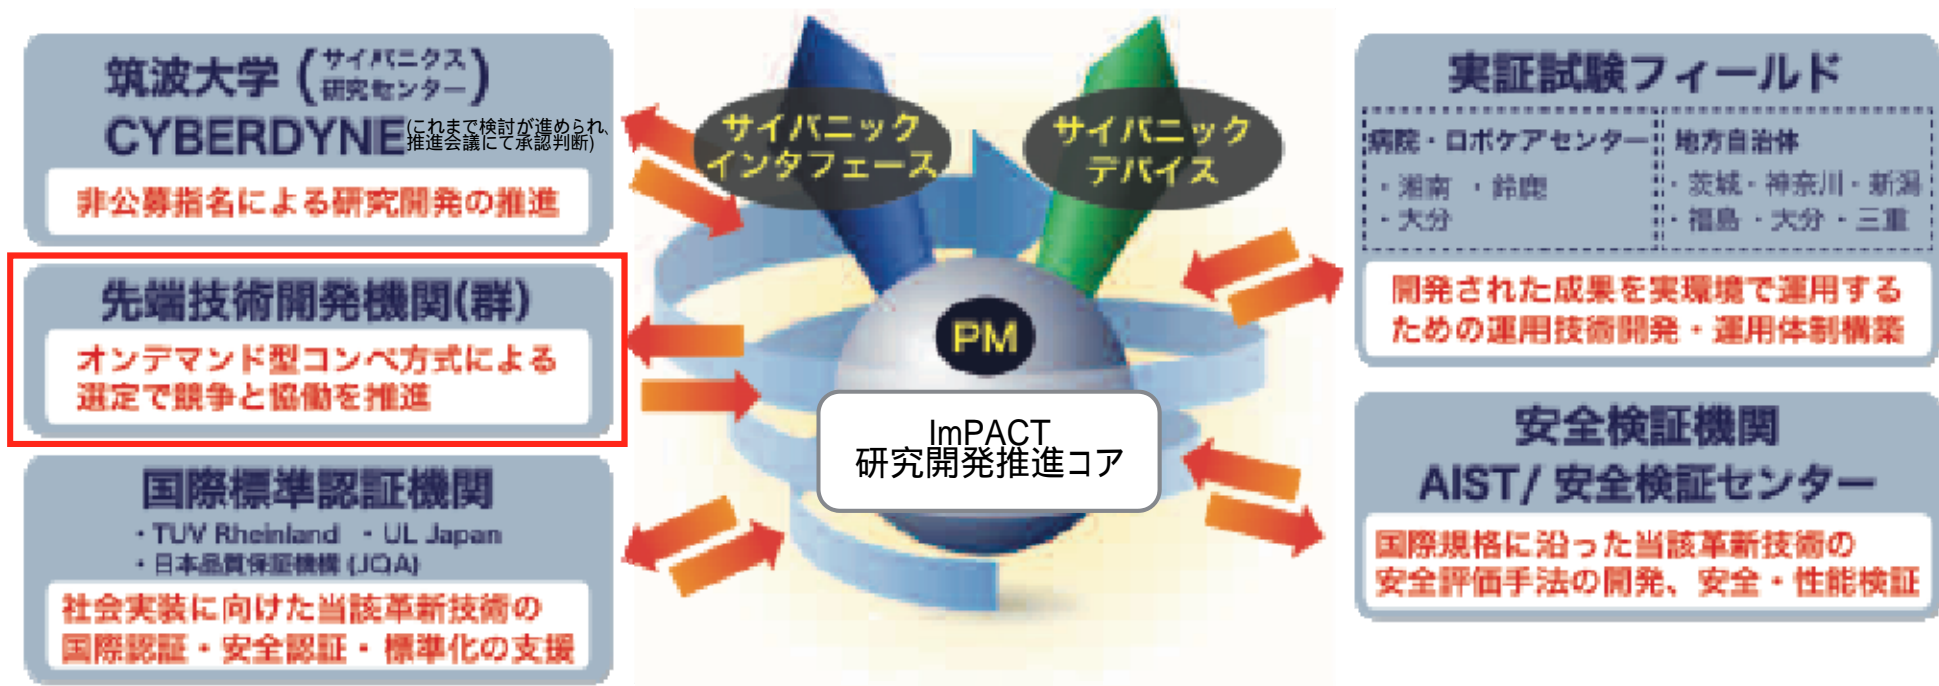 筑波大学(サイバニクス
研究センター)
CYBERDYNE(これまで検討が進められ、
推進会議にて承認判断)
非公募指名による研究開発の推進
先端技術開発機関(群)
オンデマンド型コンペ方式による
選定で競争と協働を推進
国際標準認証機関
・TUV Rheinland ・UL Japan
・日本品質保証機構 (JQA)
社会実装に向けた当該革新技術の
国際認証・安全認証・標準化の支援
サイバニック
インタフェース
サイバニック
デバイス
PM
ImPACT
研究開発推進コア
実証試験フィールド
病院・ロボケアセンター
・湘南 ・鈴鹿
・大分
地方自治体
・茨城・神奈川・新潟
・福島・大分・三重
開発された成果を実環境で運用する
ための運用技術開発・運用体制構築
安全検証機関
AIST/ 安全検証センター
国際規格に沿った当該革新技術の
安全評価手法の開発、安全・性能検証